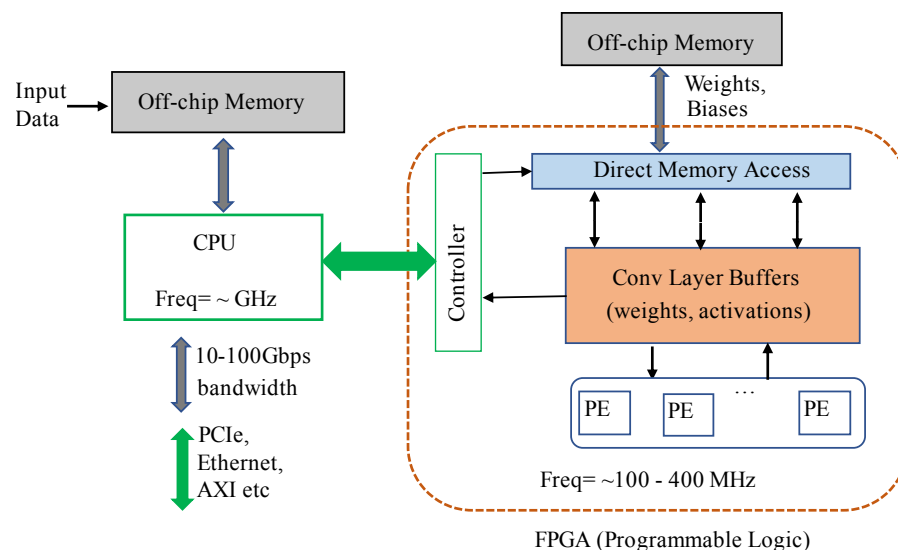 Off-chip Memory
Weights,
Biases
Input
Data
Off-chip Memory
Direct Memory Access
Controller
CPU
Freq= ~ GHz
Conv Layer Buffers
(weights, activations)
10-100Gbps
bandwidth
...
PE
PE
PE
PCIe,
Ethernet,
AXI etc
Freq= ~100 - 400 MHz
FPGA (Programmable Logic)